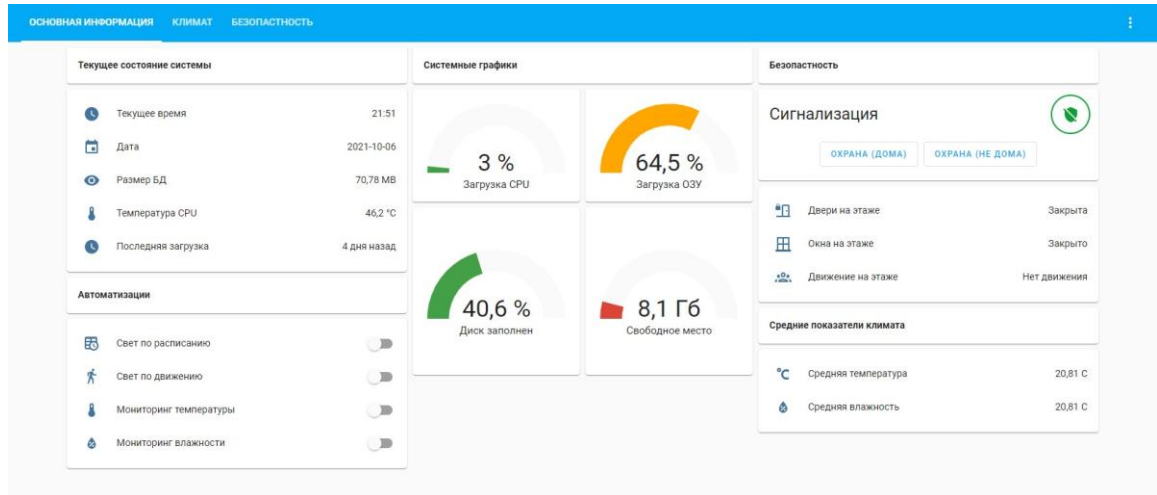 ОСНОВНАЯ ИНФОРМАЦИЯ КЛИМАТ БЕЗОПАСТНОСТЬ
Текущее состояние системы
Текущее время 21:51
Дата 2021-10-06
Размер БД 70,78 MB
Температура CPU 46,2 °C
Последняя загрузка 4 дня назад
Автоматизации
Свет по расписанию
Свет по движению
Мониторинг температуры
Мониторинг влажности
Системные графики
3 %
Загрузка CPU
64,5 %
Загрузка ОЗУ
40,6 %
Диск заполнен
8,1 Гб
Свободное место
Безопастность
Сигнализация
ОХРАНА (ДОМА) ОХРАНА (НЕ ДОМА)
Двери на этаже Закрыта
Окна на этаже Закрыто
Движение на этаже Нет движения
Средние показатели климата
°C Средняя температура 20,81 C
Средняя влажность 20,81 C